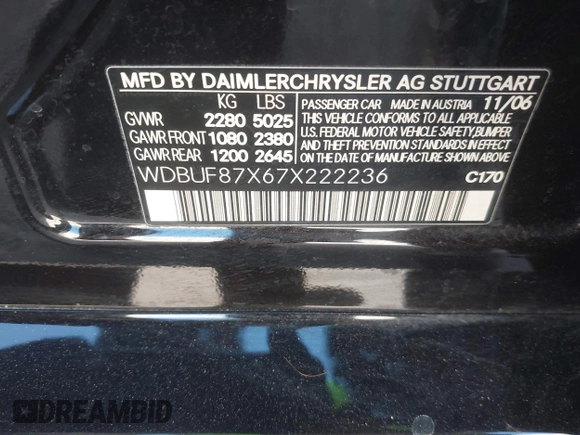 MFD BY DAIMLERCHRYSLER AG STUTTGART
KG LBS
GVWR 2280 5025
GAWR FRONT 1080 2380
GAWR REAR 1200 2645
PASSENGER CAR MADE IN AUSTRIA 11/06
THIS VEHICLE CONFORMS TO ALL APPLICABLE
U.S. FEDERAL MOTOR VEHICLE SAFETY, BUMPER
AND THEFT PREVENTION STANDARDS IN EFFECT
ON THE DATE OF MANUFACTURE SHOWN ABOVE.
WDBUF87X67X222236 C170
DREAMBID